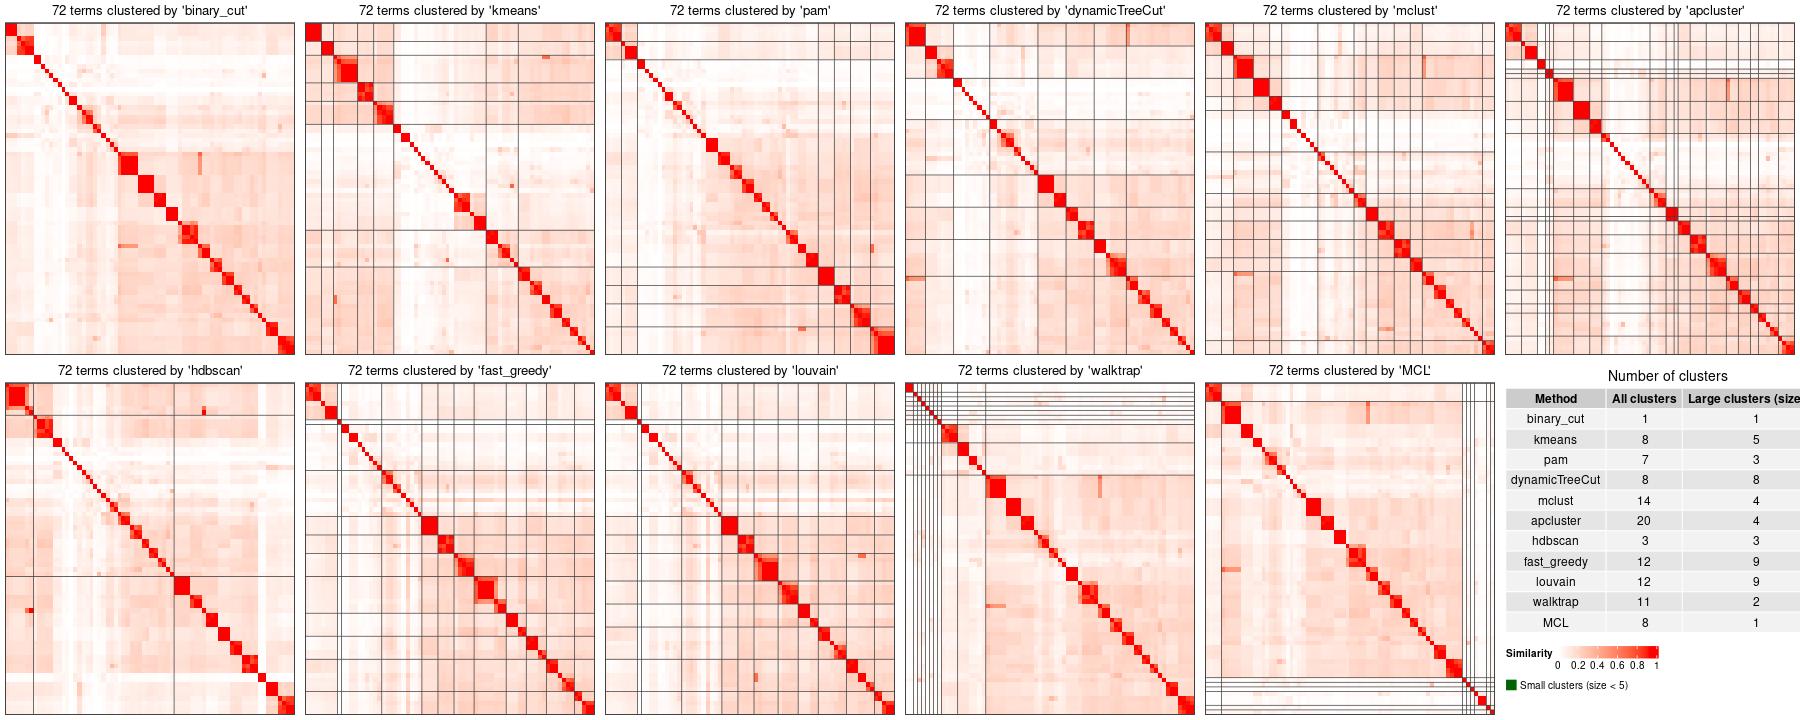 72 terms clustered by 'binary_cut'
72 terms clustered by 'kmeans'
72 terms clustered by 'pam'
72 terms clustered by 'dynamicTreeCut'
72 terms clustered by 'mclust'
72 terms clustered by 'apcluster'
72 terms clustered by 'hdbscan'
72 terms clustered by 'fast_greedy'
72 terms clustered by 'louvain'
72 terms clustered by 'walktrap'
72 terms clustered by 'MCL'
Number of clusters
Method All clusters Large clusters (size
binary_cut 1 1
kmeans 8 5
pam 7 3
dynamicTreeCut 8 8
mclust 14 4
apcluster 20 4
hdbscan 3 3
fast_greedy 12 9
louvain 12 9
walktrap 11 2
MCL 8 1
Similarity
0 0.2 0.4 0.6 0.8 1
Small clusters (size < 5)